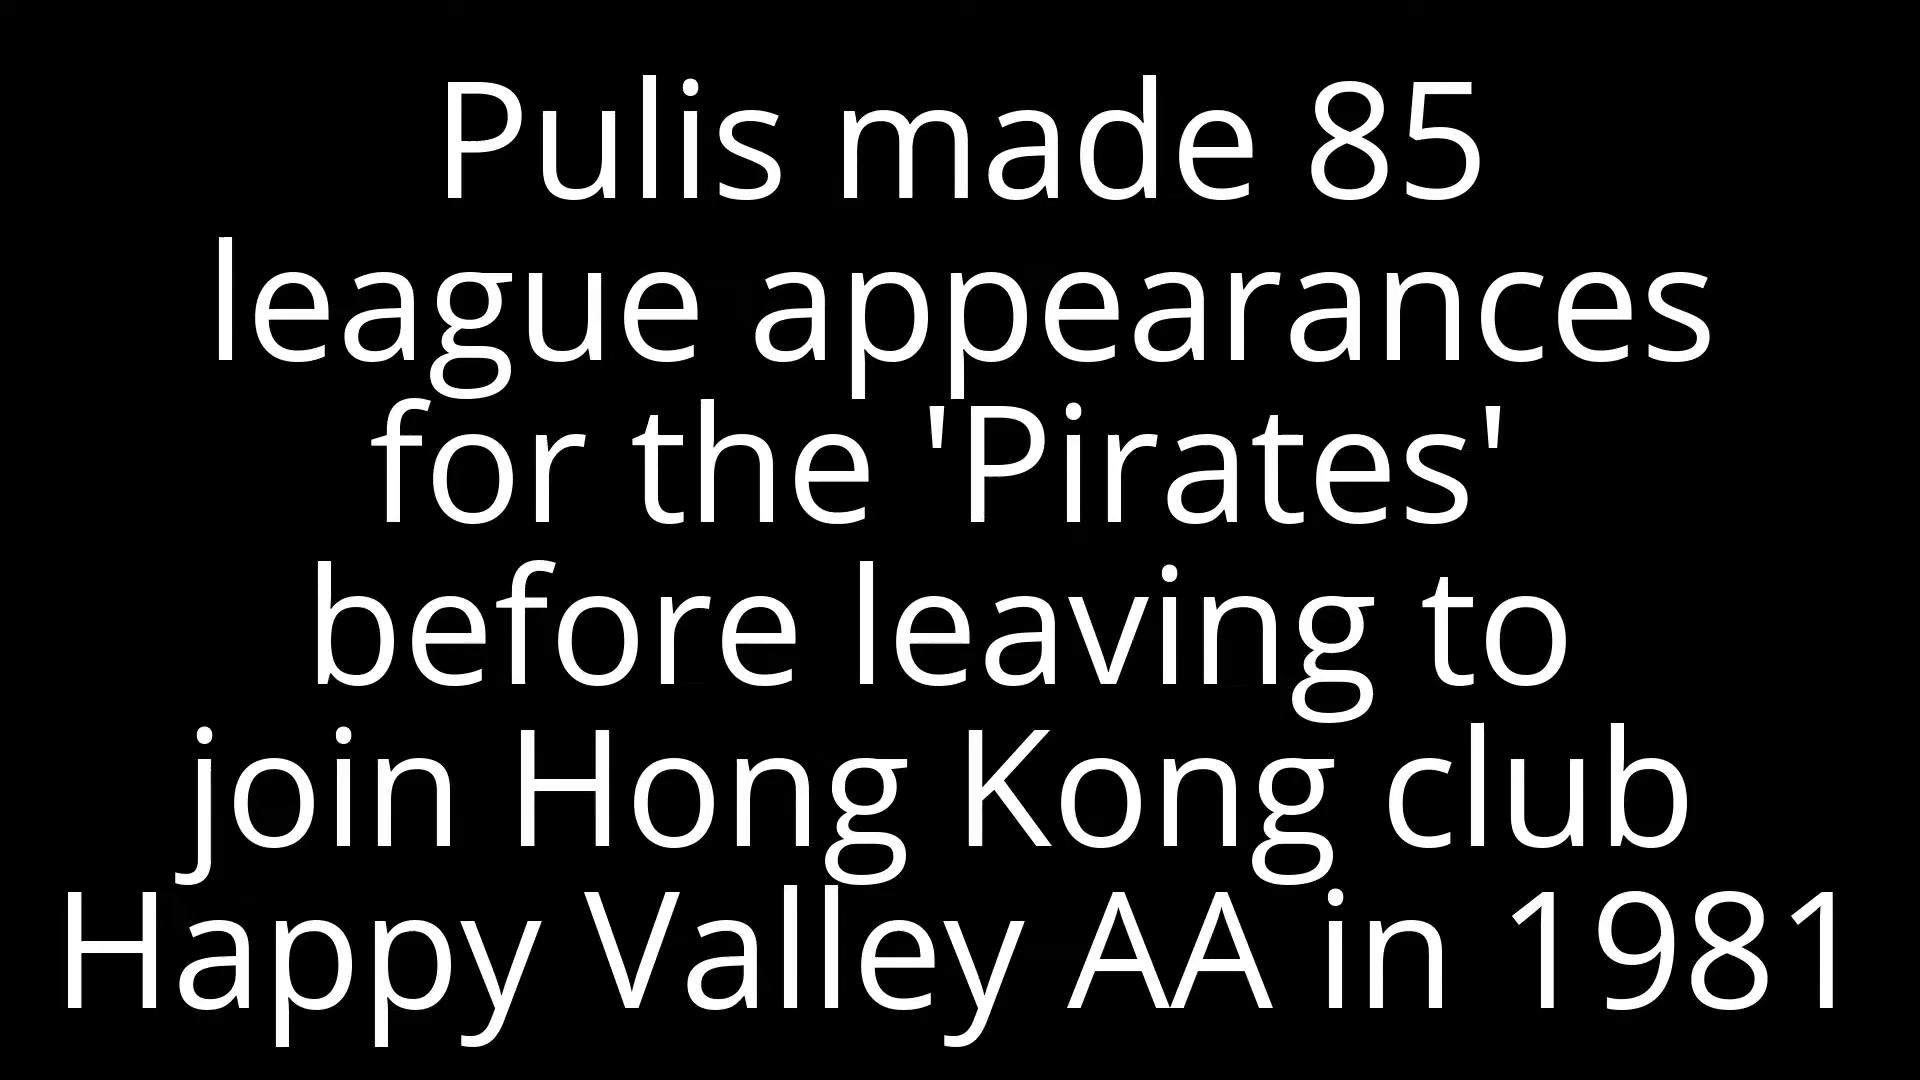 Pulis made 85
league appearances
for the 'Pirates'
before leaving to
join Hong Kong club
Happy Valley AA in 1981